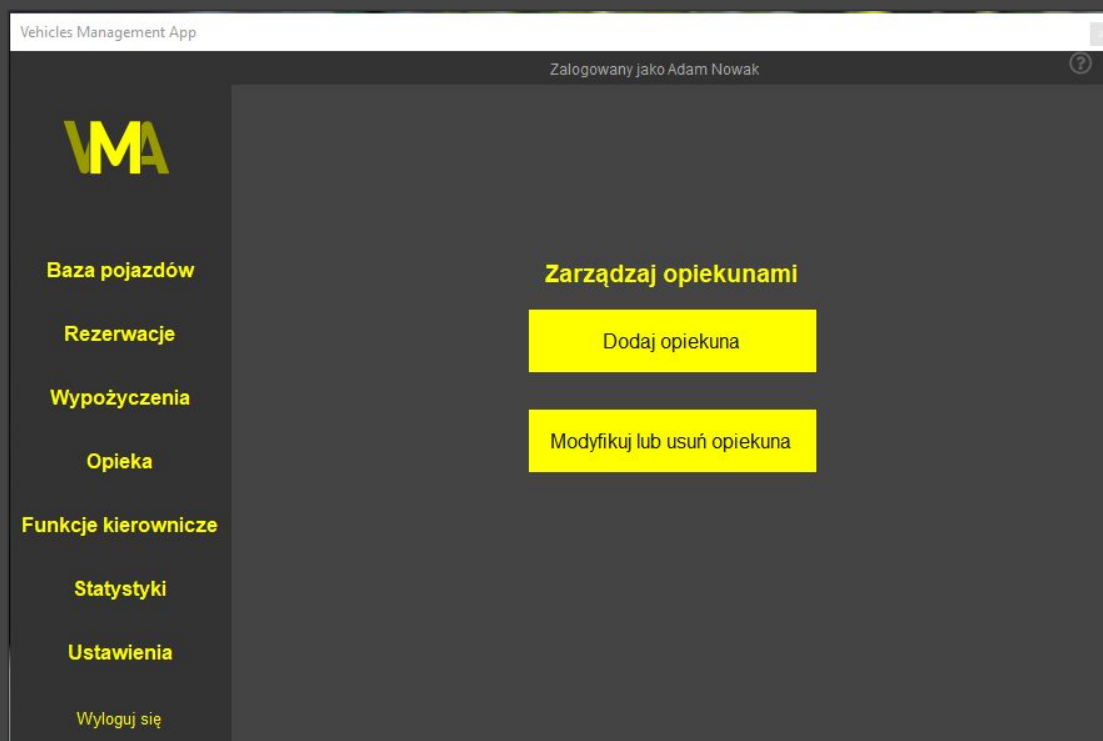 Vehicles Management App
Zalogowany jako Adam Nowak
?
VMA
Baza pojazdów
Rezerwacje
Wypożyczenia
Opieka
Funkcje kierownicze
Statystyki
Ustawienia
Wyloguj się
Zarządzaj opiekunami
Dodaj opiekuna
Modyfikuj lub usuń opiekuna